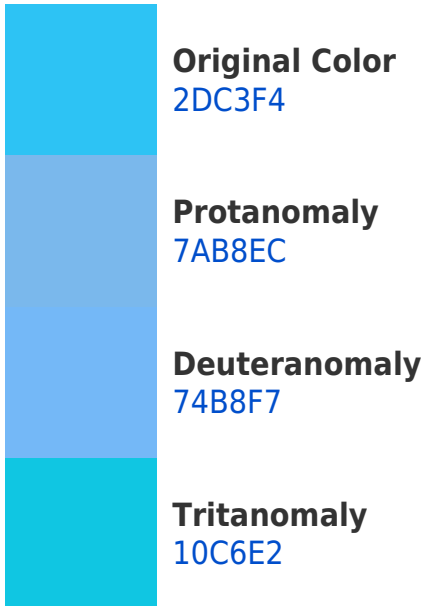 Original Color
2DC3F4
Protanomaly
7AB8EC
Deuteranomaly
74B8F7
Tritanomaly
10C6E2